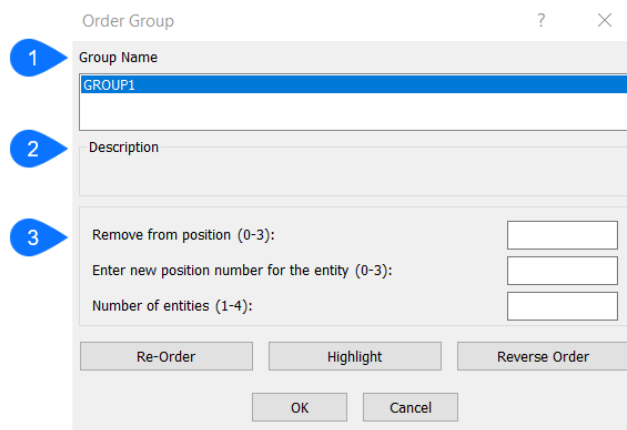 Order Group
?
1
Group Name
GROUP1
2
Description
3
Remove from position (0-3):
Enter new position number for the entity (0-3):
Number of entities (1-4):
Re-Order Highlight Reverse Order
OK Cancel